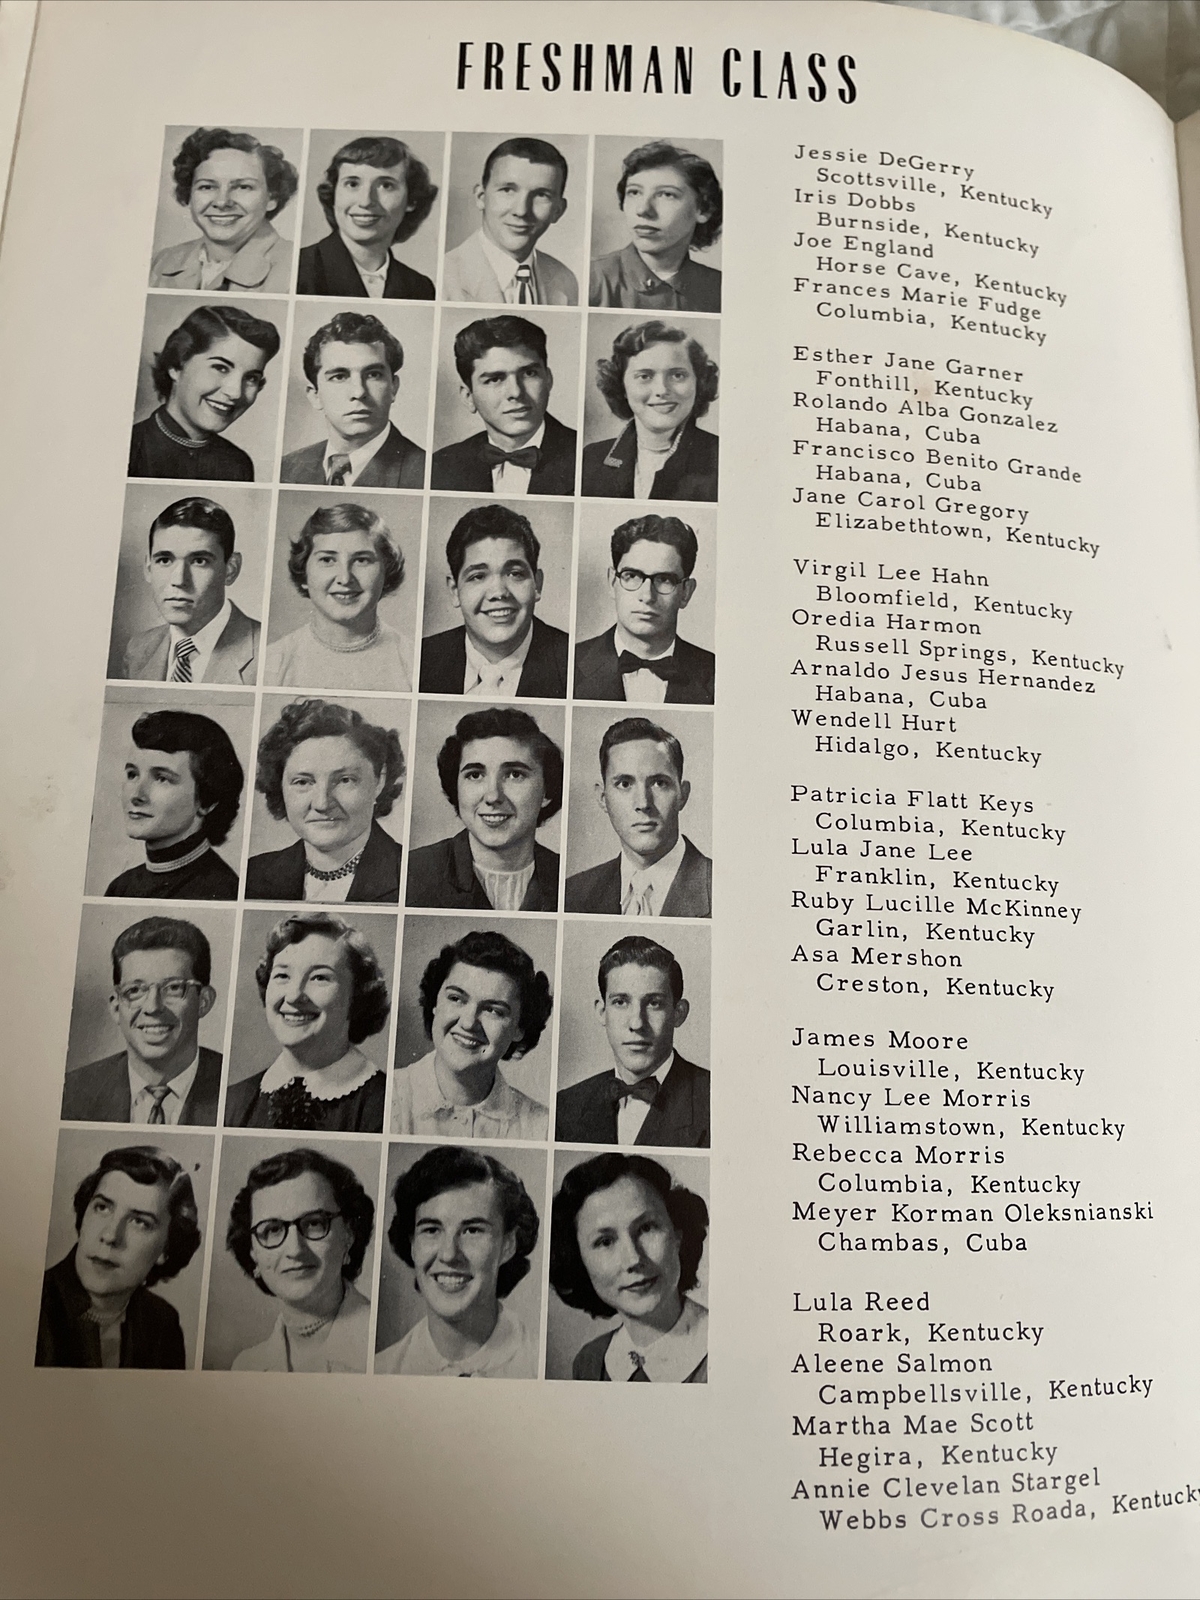 FRESHMAN CLASS
Jessie DeGerry
Scottsville, Kentucky
Iris Dobbs
Burnside, Kentucky
Joe England
Horse Cave, Kentucky
Frances Marie Fudge
Columbia, Kentucky
Esther Jane Garner
Fonthill, Kentucky
Rolando Alba Gonzalez
Habana, Cuba
Francisco Benito Grande
Habana, Cuba
Jane Carol Gregory
Elizabethtown, Kentucky
Virgil Lee Hahn
Bloomfield, Kentucky
Oredia Harmon
Russell Springs, Kentucky
Arnaldo Jesus Hernandez
Habana, Cuba
Wendell Hurt
Hidalgo, Kentucky
Patricia Flatt Keys
Columbia, Kentucky
Lula Jane Lee
Franklin, Kentucky
Ruby Lucille McKinney
Garlin, Kentucky
Asa Mershon
Creston, Kentucky
James Moore
Louisville, Kentucky
Nancy Lee Morris
Williamstown, Kentucky
Rebecca Morris
Columbia, Kentucky
Meyer Korman Oleksnianski
Chambas, Cuba
Lula Reed
Roark, Kentucky
Aleene Salmon
Campbellsville, Kentucky
Martha Mae Scott
Hegira, Kentucky
Annie Clevelan Stargel
Webbs Cross Roada, Kentucky